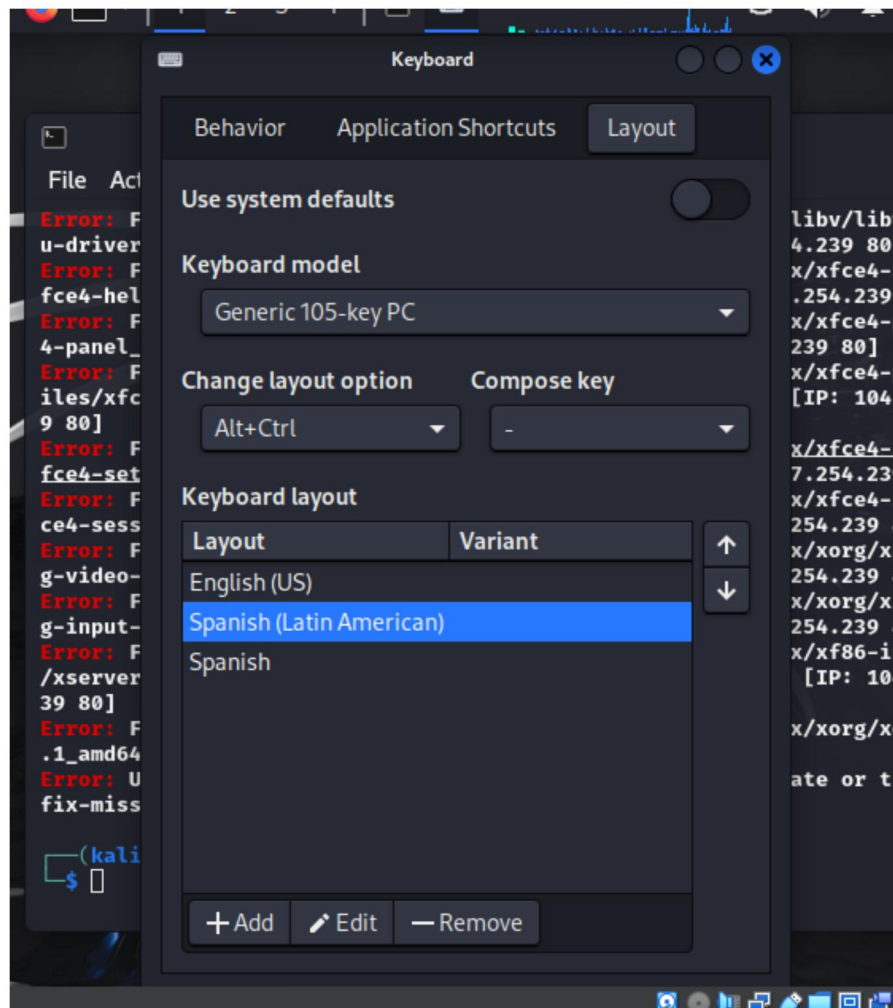 Keyboard
Behavior Application Shortcuts Layout
File Act
Use system defaults
Error: F libv/lib
u-driver 4.239 80
Keyboard model
Error: F x/xfce4-
fce4-hel .254.239
Generic 105-key PC
Error: F x/xfce4-
4-panel_ 239 80]
Change layout option Compose key
Error: F x/xfce4-
iles/xfc [IP: 104
Alt+Ctrl -
9 80]
Error: F x/xfce4-
fce4-set 7.254.23
Keyboard layout
Error: F x/xfce4-
ce4-sess 254.239
Layout Variant
Error: F x/xorg/x
g-video- 254.239
English (US)
Error: F x/xorg/x
g-input- 254.239
Spanish (Latin American)
Error: F x/xf86-i
Spanish
/xserver [IP: 10
39 80]
Error: F x/xorg/x
.1_amd64
Error: U ate or t
fix-miss
(kali
$
Add Edit Remove